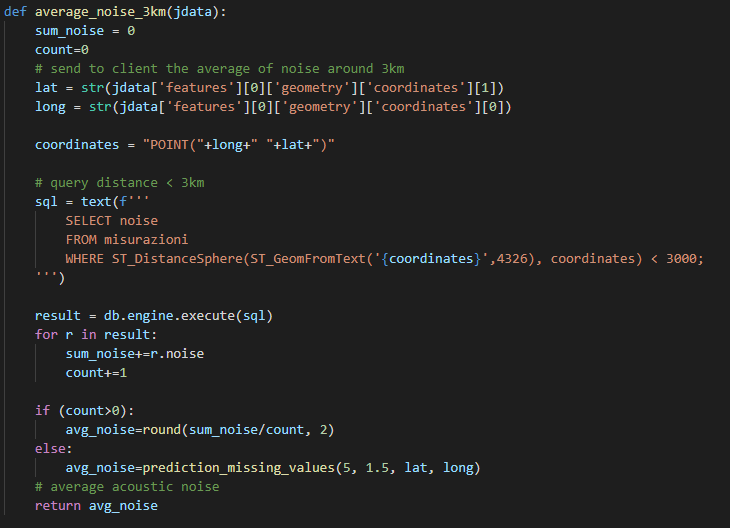 def average_noise_3km(jdata):
    sum_noise = 0
    count=0
    # send to client the average of noise around 3km
    lat = str(jdata['features'][0]['geometry']['coordinates'][1])
    long = str(jdata['features'][0]['geometry']['coordinates'][0])

    coordinates = "POINT("+long+" "+lat+")"

    # query distance < 3km
    sql = text(f'''
        SELECT noise
        FROM misurazioni
        WHERE ST_DistanceSphere(ST_GeomFromText('{coordinates}',4326), coordinates) < 3000;
    ''')

    result = db.engine.execute(sql)
    for r in result:
        sum_noise+=r.noise
        count+=1

    if (count>0):
        avg_noise=round(sum_noise/count, 2)
    else:
        avg_noise=prediction_missing_values(5, 1.5, lat, long)
    # average acoustic noise
    return avg_noise